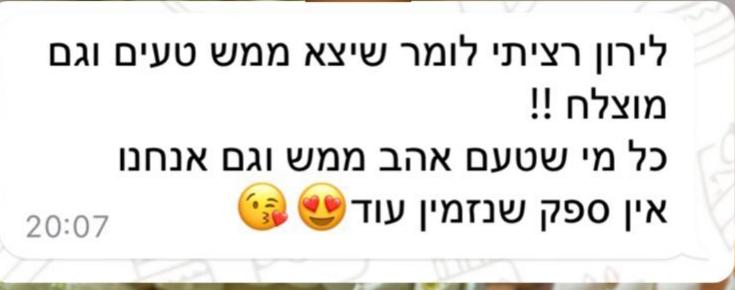 לירון רציתי לומר שיצא ממש טעים וגם
מוצלח !!
כל מי שטעם אהב ממש וגם אנחנו
אין ספק שנזמין עוד😍😘
20:07